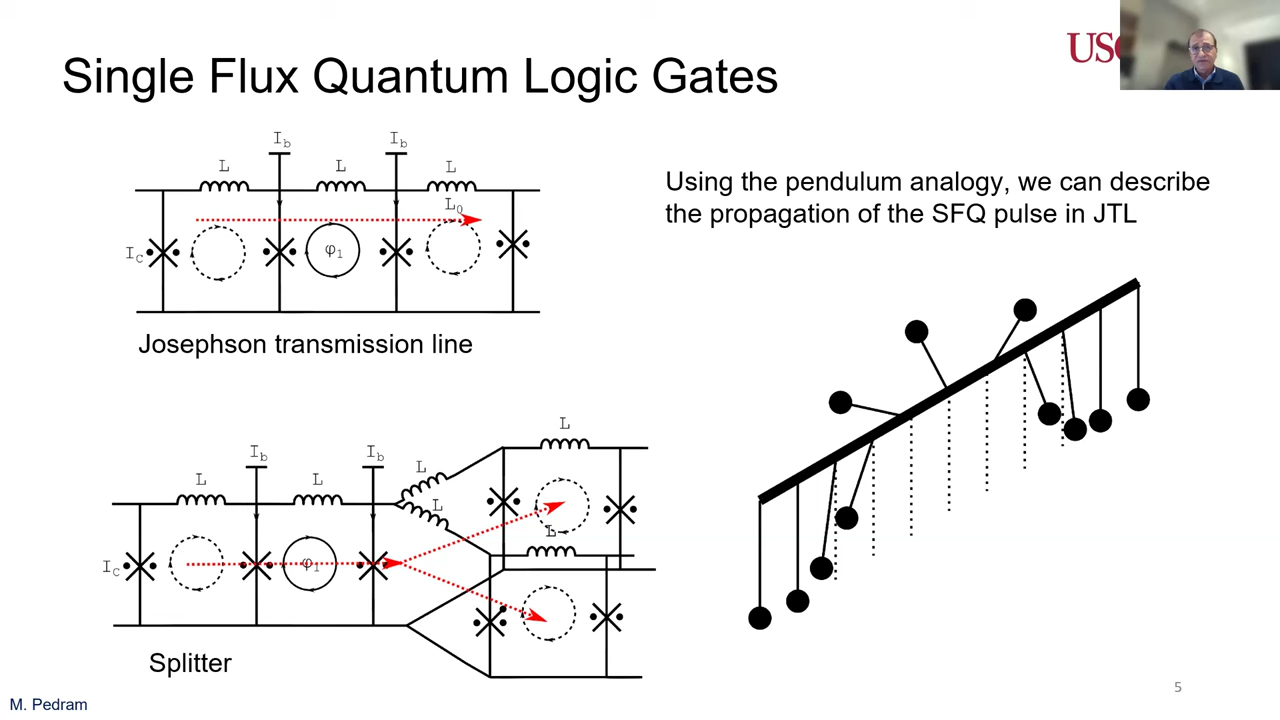 USC
Single Flux Quantum Logic Gates
I_b I_b
L L L
L_0
I_C φ_1
Josephson transmission line
Using the pendulum analogy, we can describe
the propagation of the SFQ pulse in JTL
L
I_b I_b
L L L
L
L
I_C φ_1
Splitter
5
M. Pedram